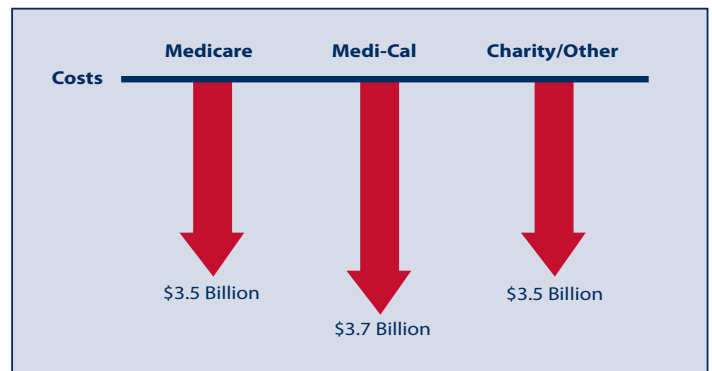 Medicare Medi-Cal Charity/Other
Costs
$3.5 Billion $3.5 Billion
$3.7 Billion